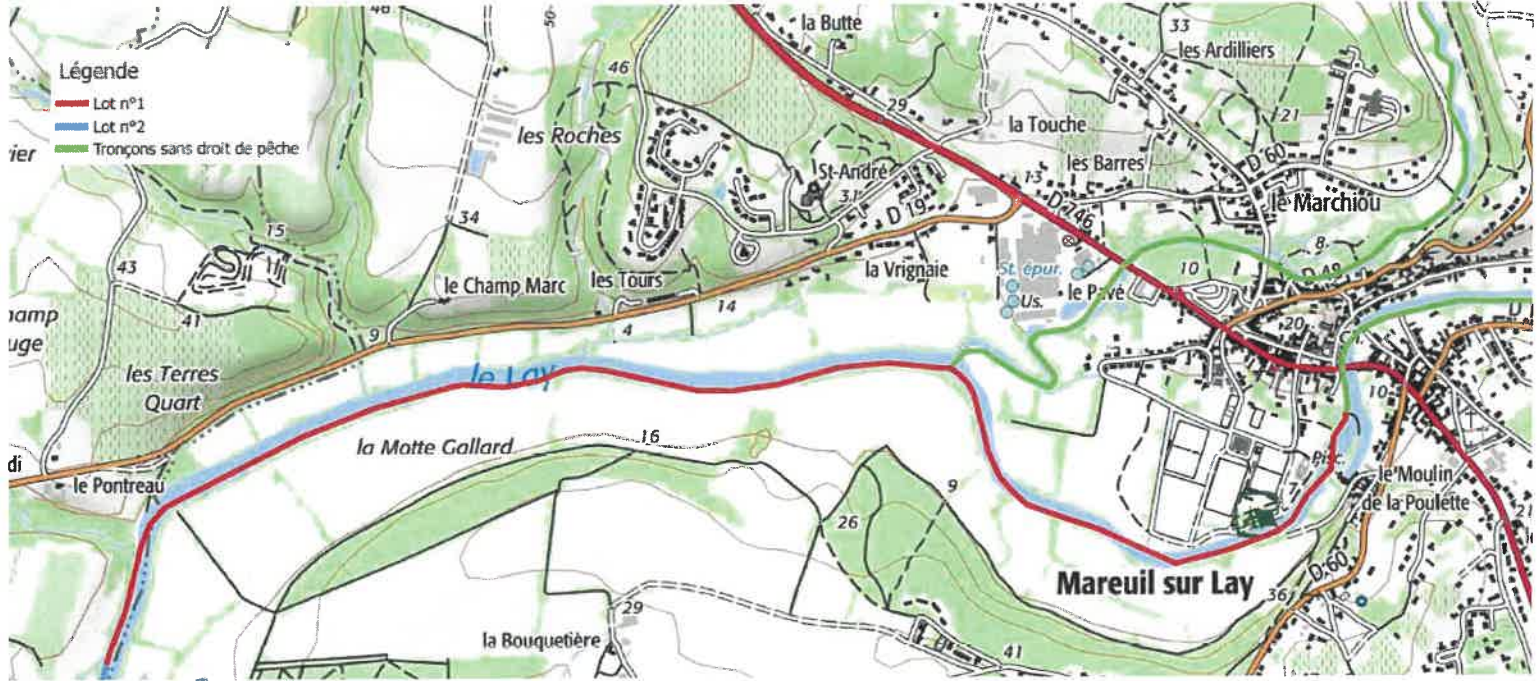 Légende
Lot n°1
Lot n°2
Tronçons sans droit de pêche
46
50
46
la Butte
33
les Ardilliers
29
les Roches
la Touche
21
les Barres
D 60
St-André
31
13
D 746
le Marchiou
34
D 19
15
8
43
le Champ Marc
les Tours
la Vrignaie
St. épur.
le Pavé
10
D 48
41
14
Us.
9
4
20
les Terres
Quart
le Lay
10
la Motte Gallard
16
di
le Pontreau
9
Pisc.
7
le Moulin
de la Poulette
26
21
Mareuil sur Lay
D 60
36
29
la Bouquetière
41